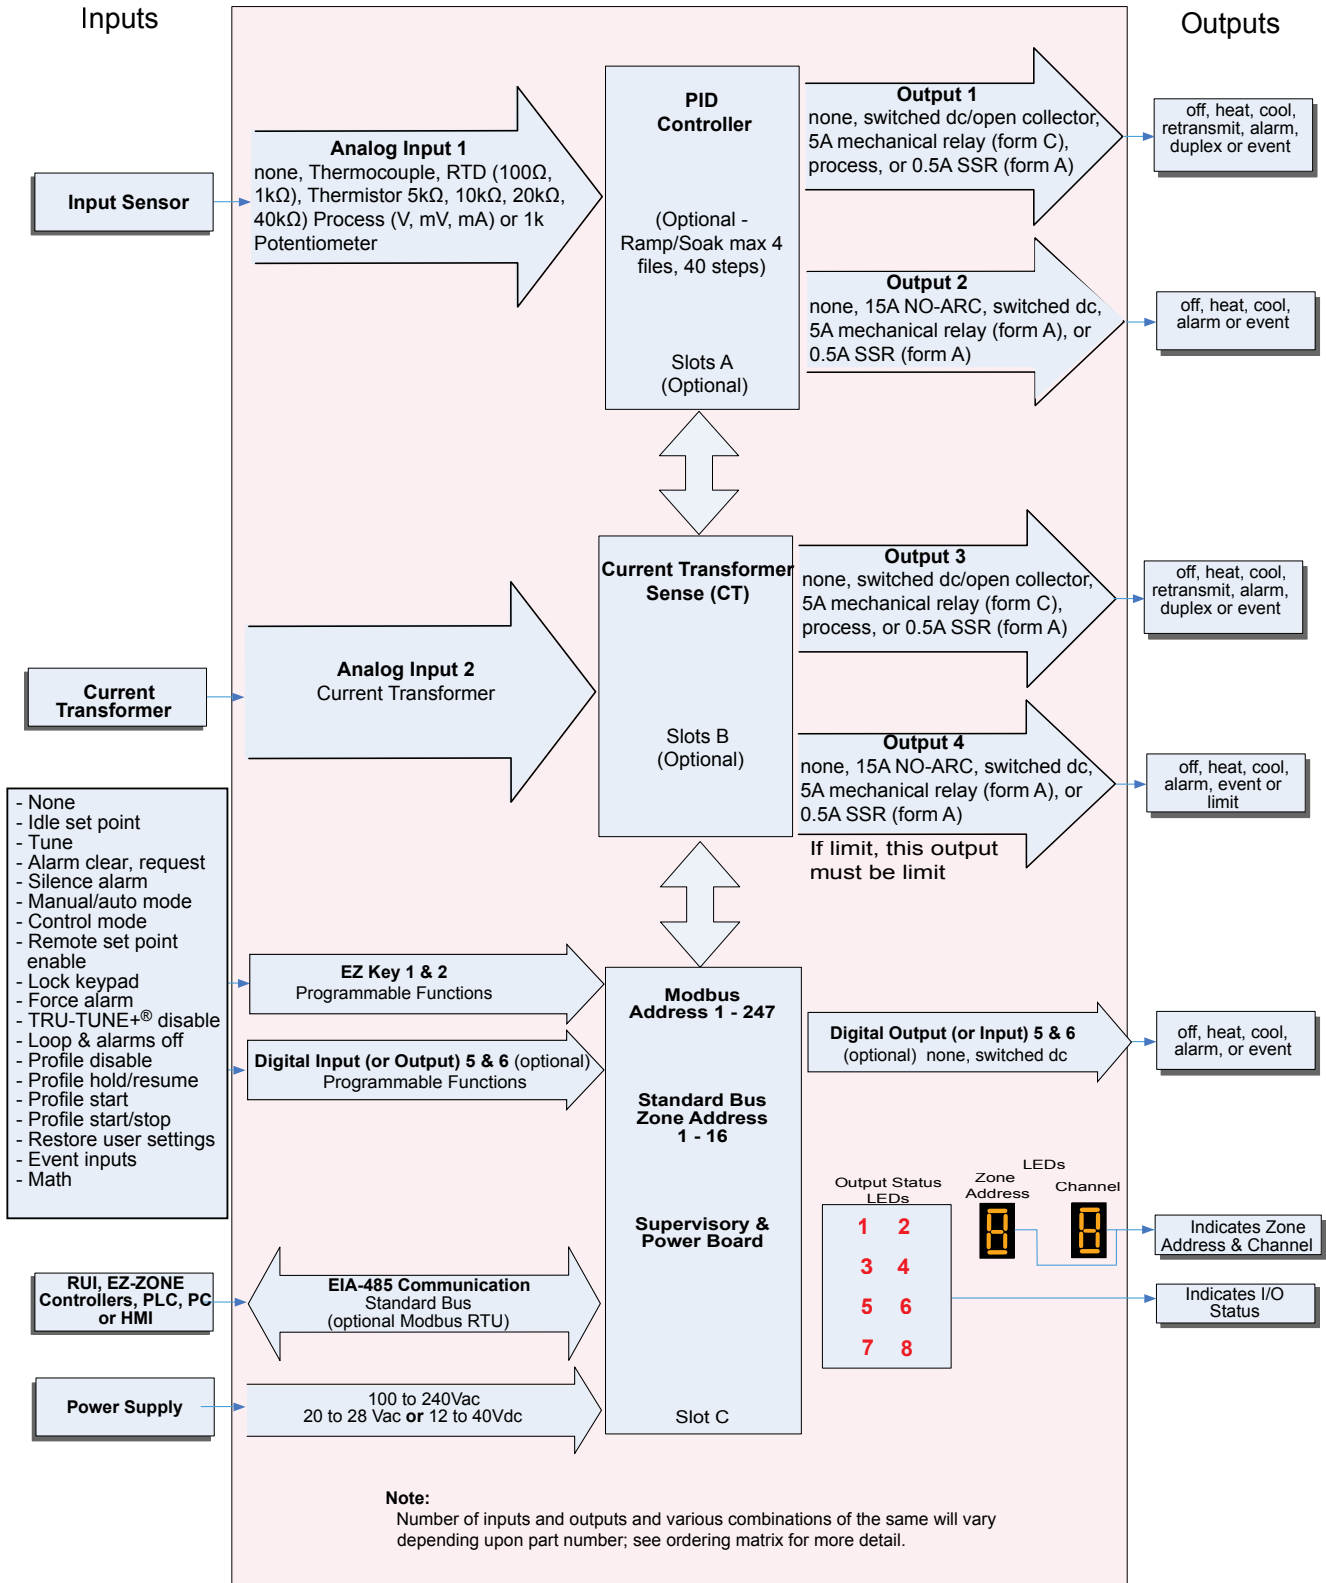 Inputs
Outputs
PID
Controller
(Optional -
Ramp/Soak max 4
files, 40 steps)
Slots A
(Optional)
Input Sensor
Analog Input 1
none, Thermocouple, RTD (100Ω,
1kΩ), Thermistor 5kΩ, 10kΩ, 20kΩ,
40kΩ) Process (V, mV, mA) or 1k
Potentiometer
Output 1
none, switched dc/open collector,
5A mechanical relay (form C),
process, or 0.5A SSR (form A)
off, heat, cool,
retransmit, alarm,
duplex or event
Output 2
none, 15A NO-ARC, switched dc,
5A mechanical relay (form A), or
0.5A SSR (form A)
off, heat, cool,
alarm or event
Current Transformer
Sense (CT)
Slots B
(Optional)
Current
Transformer
Analog Input 2
Current Transformer
Output 3
none, switched dc/open collector,
5A mechanical relay (form C),
process, or 0.5A SSR (form A)
off, heat, cool,
retransmit, alarm,
duplex or event
Output 4
none, 15A NO-ARC, switched dc,
5A mechanical relay (form A), or
0.5A SSR (form A)
If limit, this output
must be limit
off, heat, cool,
alarm, event or
limit
- None
- Idle set point
- Tune
- Alarm clear, request
- Silence alarm
- Manual/auto mode
- Control mode
- Remote set point
enable
- Lock keypad
- Force alarm
- TRU-TUNE+® disable
- Loop & alarms off
- Profile disable
- Profile hold/resume
- Profile start
- Profile start/stop
- Restore user settings
- Event inputs
- Math
EZ Key 1 & 2
Programmable Functions
Digital Input (or Output) 5 & 6 (optional)
Programmable Functions
Modbus
Address 1 - 247
Standard Bus
Zone Address
1 - 16
Supervisory &
Power Board
Slot C
Digital Output (or Input) 5 & 6
(optional) none, switched dc
off, heat, cool,
alarm, or event
Output Status
LEDs
1 2
3 4
5 6
7 8
LEDs
Zone
Address
Channel
8 8
Indicates Zone
Address & Channel
Indicates I/O
Status
RUI, EZ-ZONE
Controllers, PLC, PC
or HMI
EIA-485 Communication
Standard Bus
(optional Modbus RTU)
Power Supply
100 to 240Vac
20 to 28 Vac or 12 to 40Vdc
Note:
Number of inputs and outputs and various combinations of the same will vary
depending upon part number; see ordering matrix for more detail.